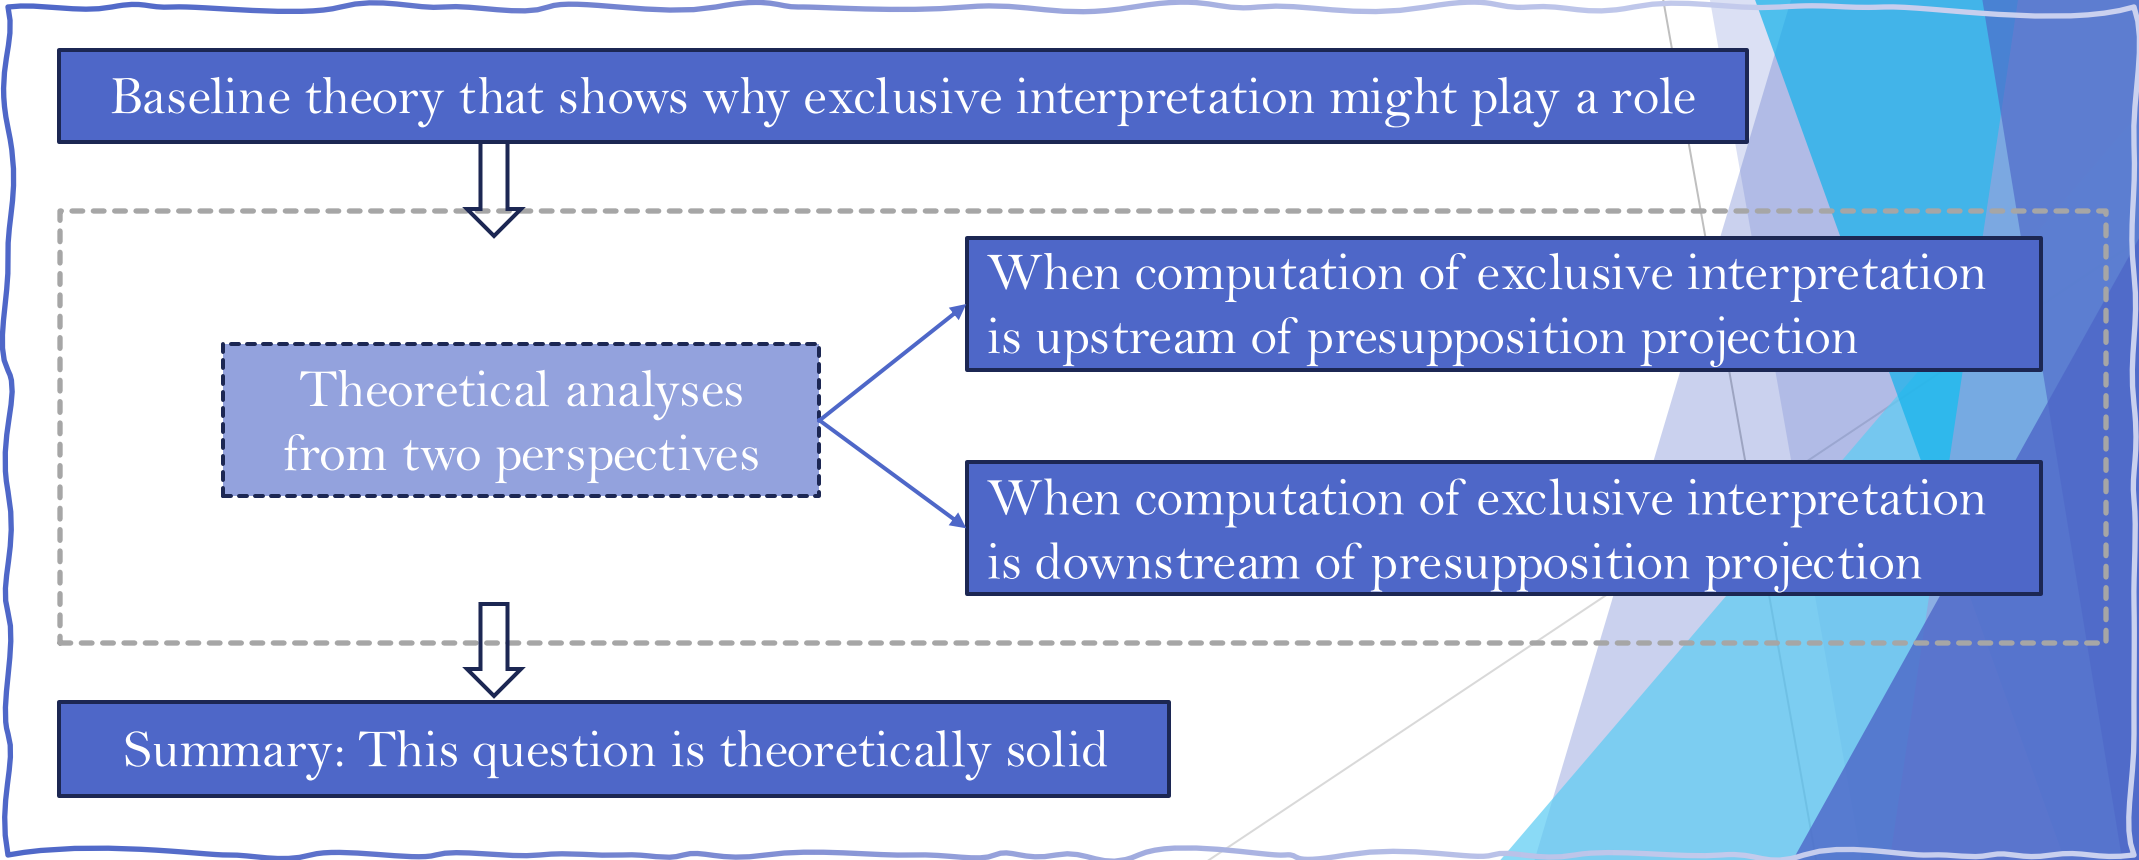 Baseline theory that shows why exclusive interpretation might play a role
When computation of exclusive interpretation
is upstream of presupposition projection
Theoretical analyses
from two perspectives
When computation of exclusive interpretation
is downstream of presupposition projection
Summary: This question is theoretically solid